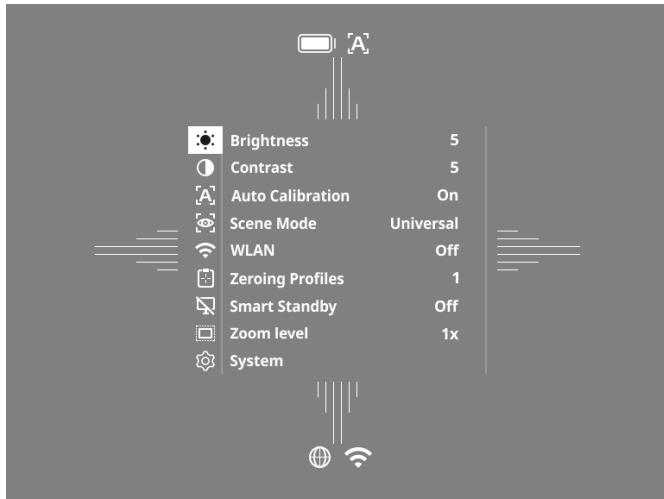 [A]
Brightness 5
Contrast 5
[A] Auto Calibration On
Scene Mode Universal
WLAN Off
Zeroing Profiles 1
Smart Standby Off
Zoom level 1x
System